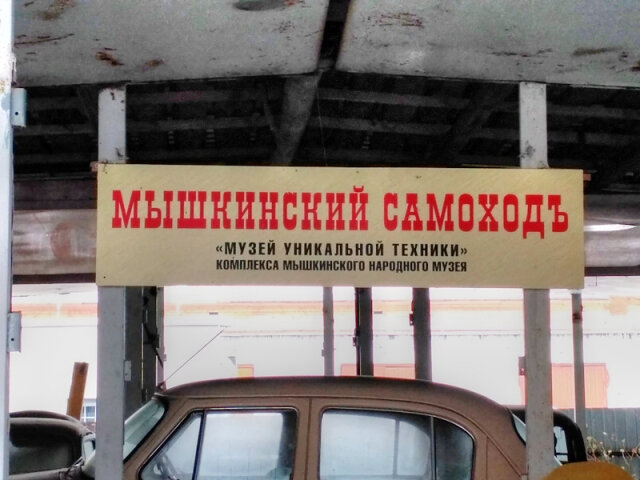 МЫШКИНСКИЙ САМОХОДЪ
«МУЗЕЙ УНИКАЛЬНОЙ ТЕХНИКИ»
КОМПЛЕКСА МЫШКИНСКОГО НАРОДНОГО МУЗЕЯ